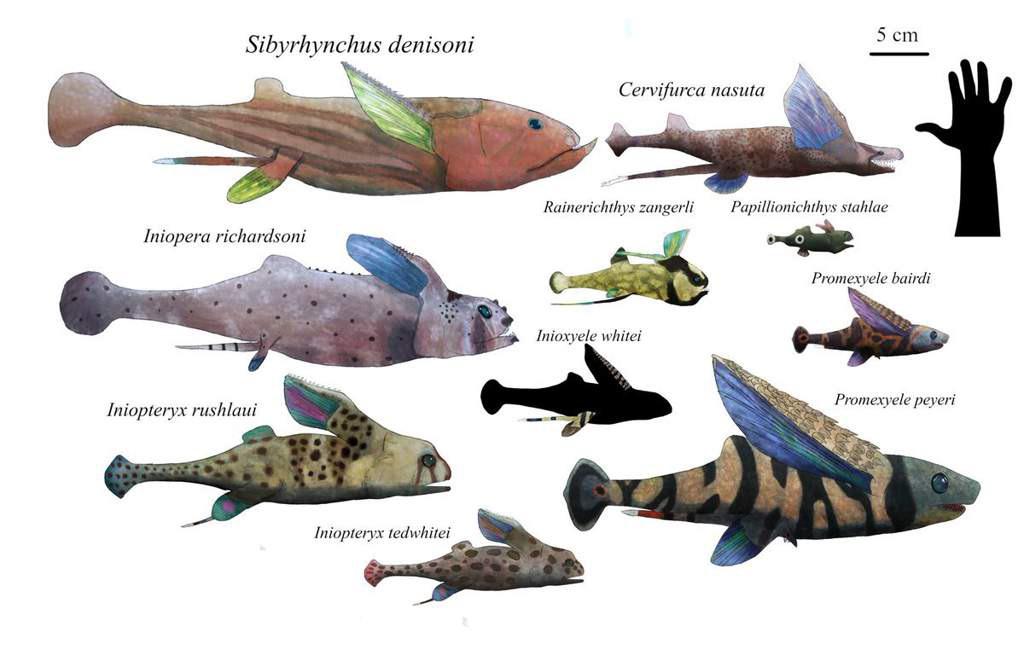 Sibyrhynchus denisoni
5 cm
Cervifurca nasuta
Rainerichthys zangerli
Papillionichthys stahlae
Iniopera richardsoni
Promexyele bairdi
Inioxyele whitei
Iniopteryx rushlaui
Promexyele peyeri
Iniopteryx tedwhitei